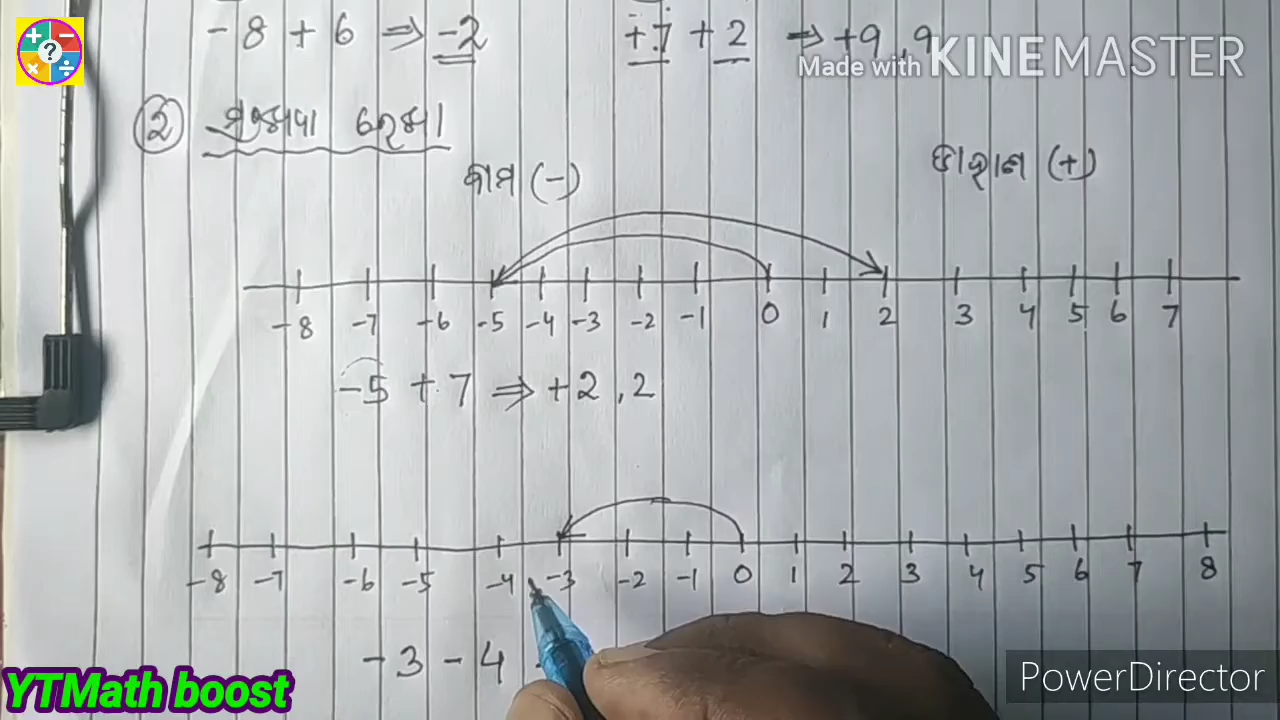 -8 + 6 ⇒ -2
+7 + 2 ⇒ +9, 9
Made with KINEMASTER
②
ବାମ (-)
ଡାହାଣ (+)
-8 -7 -6 -5 -4 -3 -2 -1 0 1 2 3 4 5 6 7
-5 + 7 ⇒ +2, 2
-8 -7 -6 -5 -4 -3 -2 -1 0 1 2 3 4 5 6 7 8
-3 - 4
YTMath boost
PowerDirector